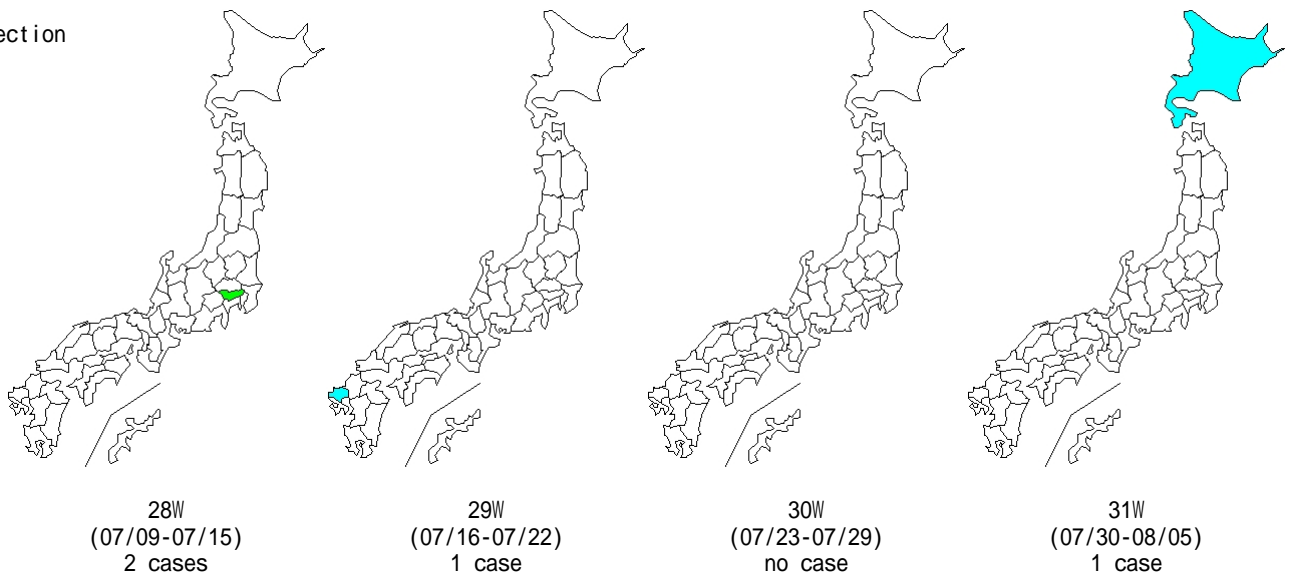 ection
28W
(07/09-07/15)
2 cases
29W
(07/16-07/22)
1 case
30W
(07/23-07/29)
no case
31W
(07/30-08/05)
1 case